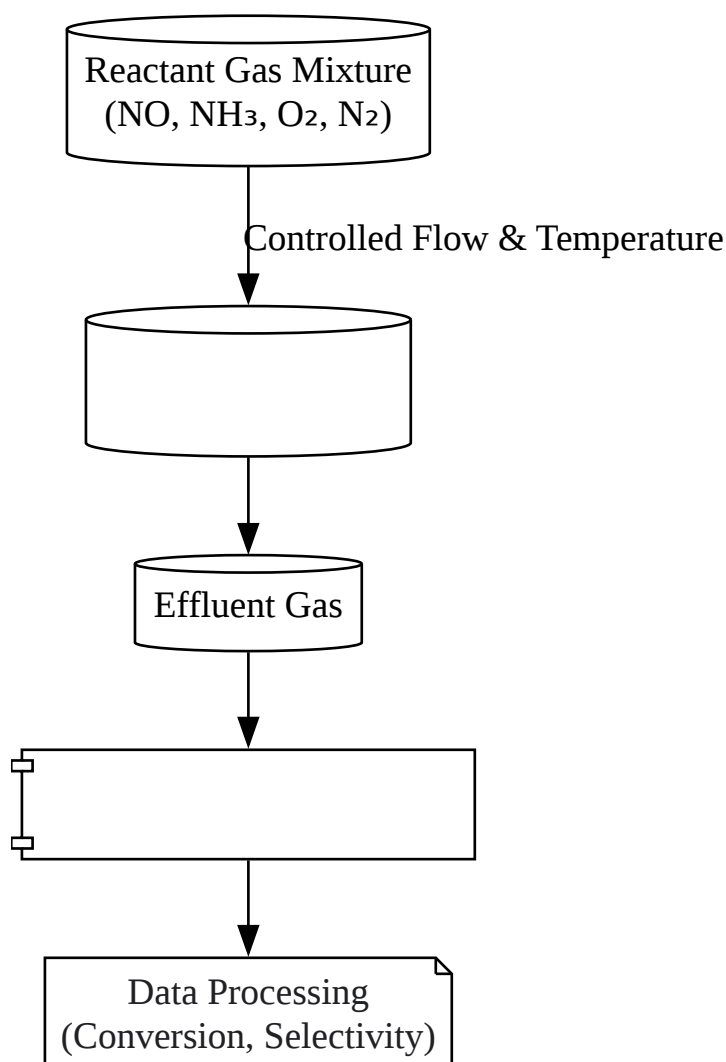 Reactant Gas Mixture
(NO, NH₃, O₂, N₂)
Controlled Flow & Temperature
Effluent Gas
Data Processing
(Conversion, Selectivity)